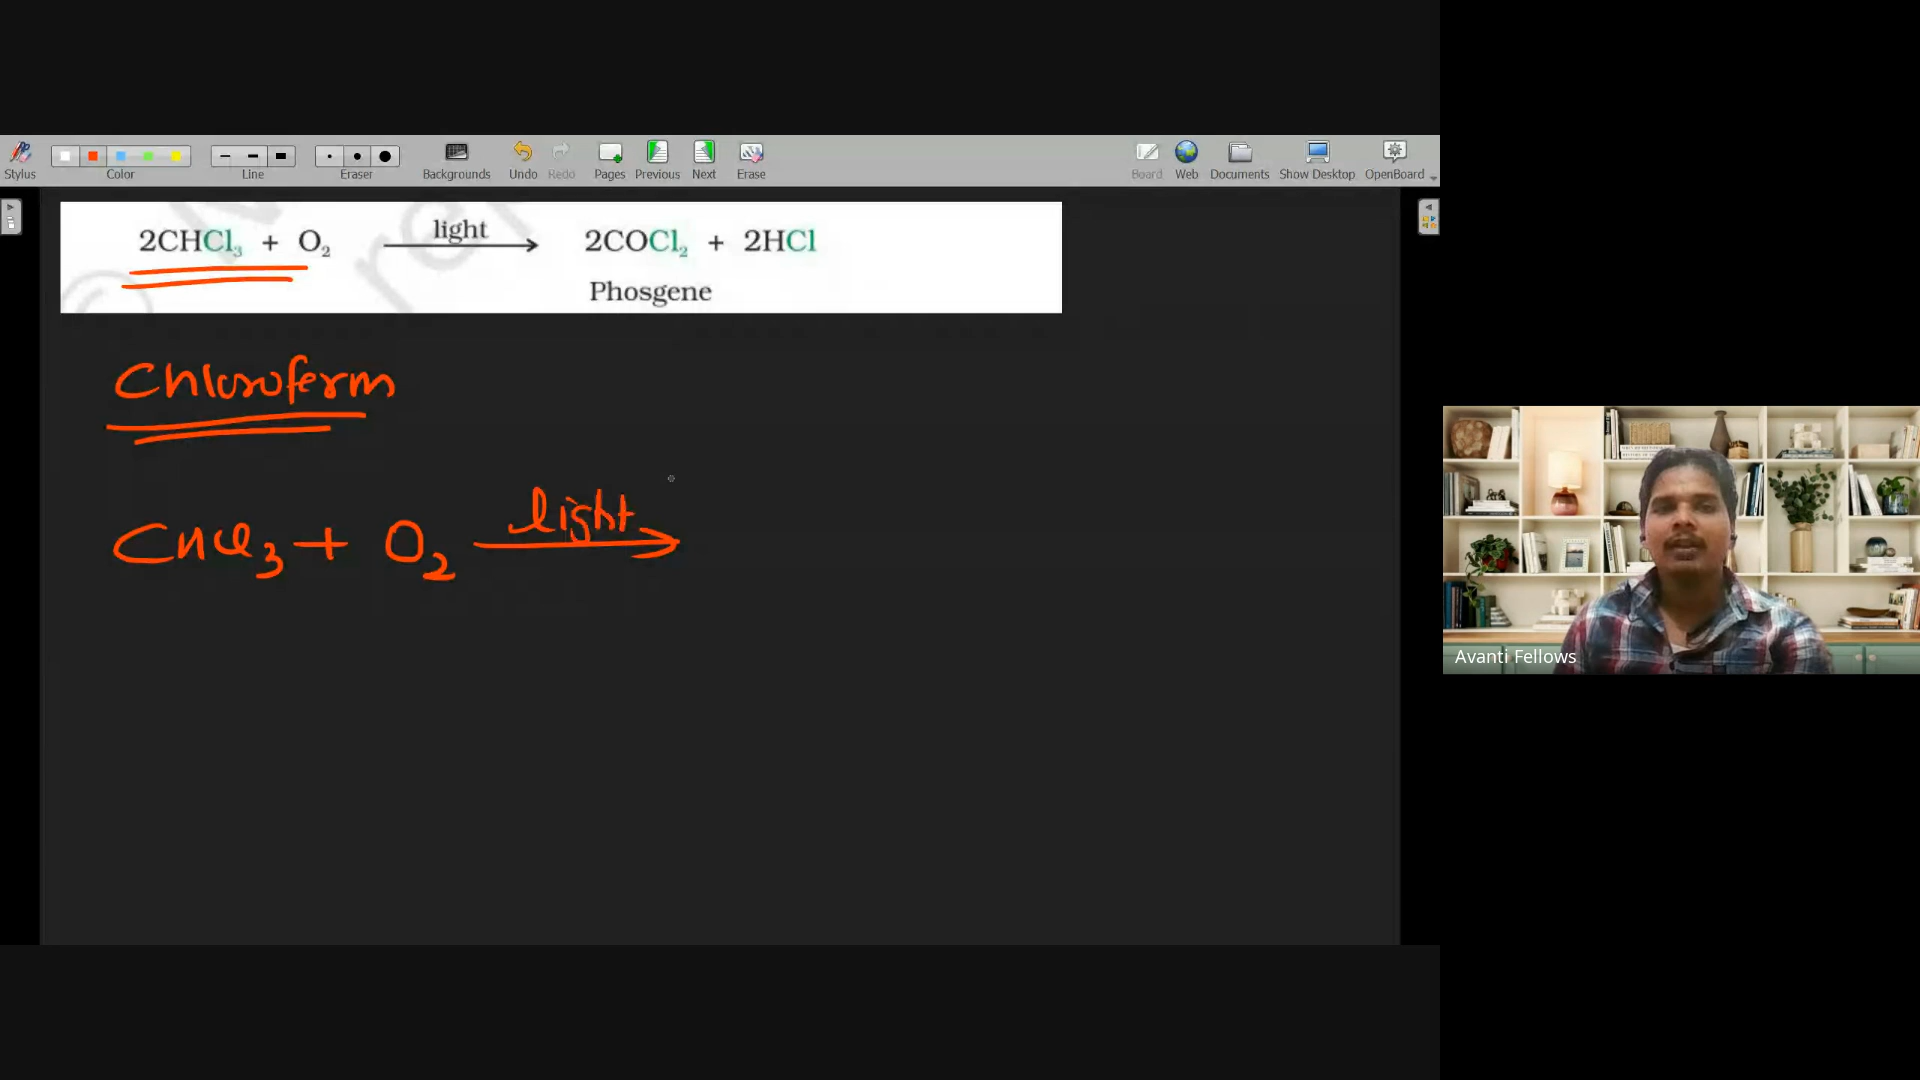 Stylus Color Line Eraser Backgrounds Undo Redo Pages Previous Next Erase Board Web Documents Show Desktop OpenBoard
2CHCl₃ + O₂ light 2COCl₂ + 2HCl
Phosgene
Chloroform
CHCl₃ + O₂ light
Avanti Fellows